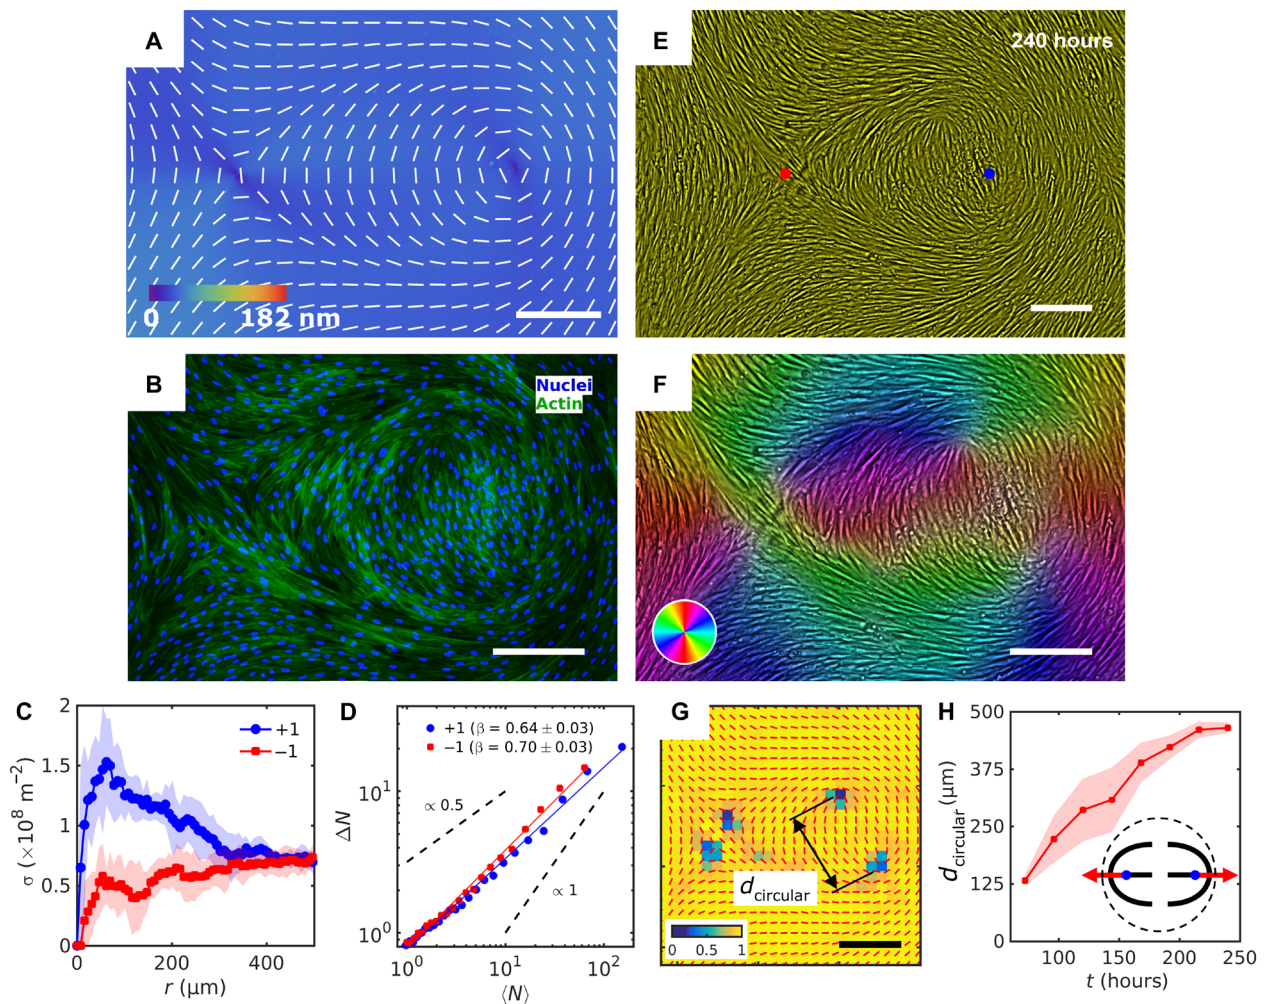 A
0
182 nm
E
240 hours
B
Nuclei
Actin
F
C
2
1.5
1
0.5
0
σ (×10⁸ m⁻²)
+1
−1
0
200
400
r (μm)
D
+1 (β = 0.64 ± 0.03)
−1 (β = 0.70 ± 0.03)
10¹
10⁰
ΔN
∝ 0.5
∝ 1
10⁰
10¹
10²
⟨N⟩
G
d circular
0 0.5 1
H
500
375
250
125
0
d circular (μm)
100
150
200
250
t (hours)